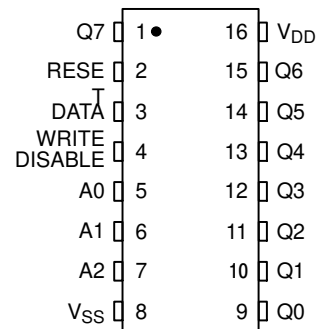 Q7 1 16 VDD
RESET 2 15 Q6
DATA 3 14 Q5
WRITE DISABLE 4 13 Q4
A0 5 12 Q3
A1 6 11 Q2
A2 7 10 Q1
VSS 8 9 Q0